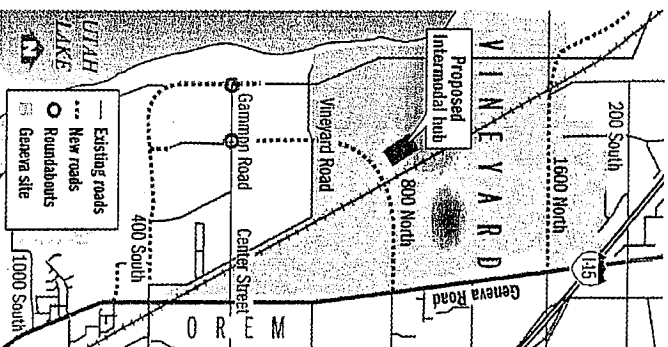 VINEYARD
200 South
1600 North
I-15
Proposed
intermodal hub
800 North
Geneva Road
Vineyard Road
Gammon Road
Center Street
UTAH
LAKE
N
400 South
OREM
1000 South
Existing roads
New roads
Roundabouts
Geneva site